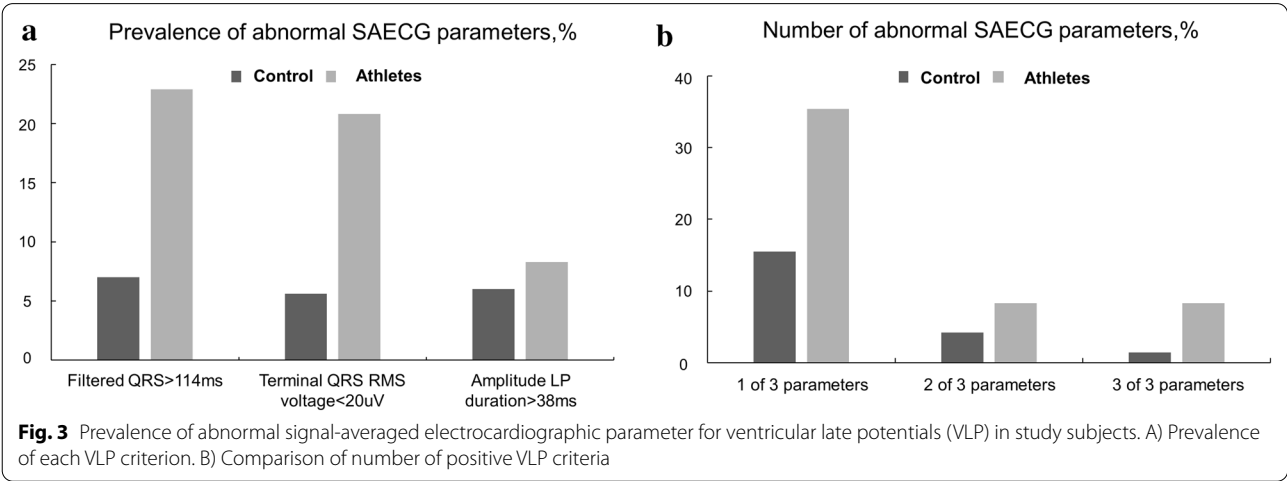 a
Prevalence of abnormal SAECG parameters,%
Control Athletes
25
20
15
10
5
0
Filtered QRS>114ms
Terminal QRS RMS
voltage<20uV
Amplitude LP
duration>38ms
b
Number of abnormal SAECG parameters,%
Control Athletes
40
30
20
10
0
1 of 3 parameters
2 of 3 parameters
3 of 3 parameters
Fig. 3 Prevalence of abnormal signal-averaged electrocardiographic parameter for ventricular late potentials (VLP) in study subjects. A) Prevalence
of each VLP criterion. B) Comparison of number of positive VLP criteria